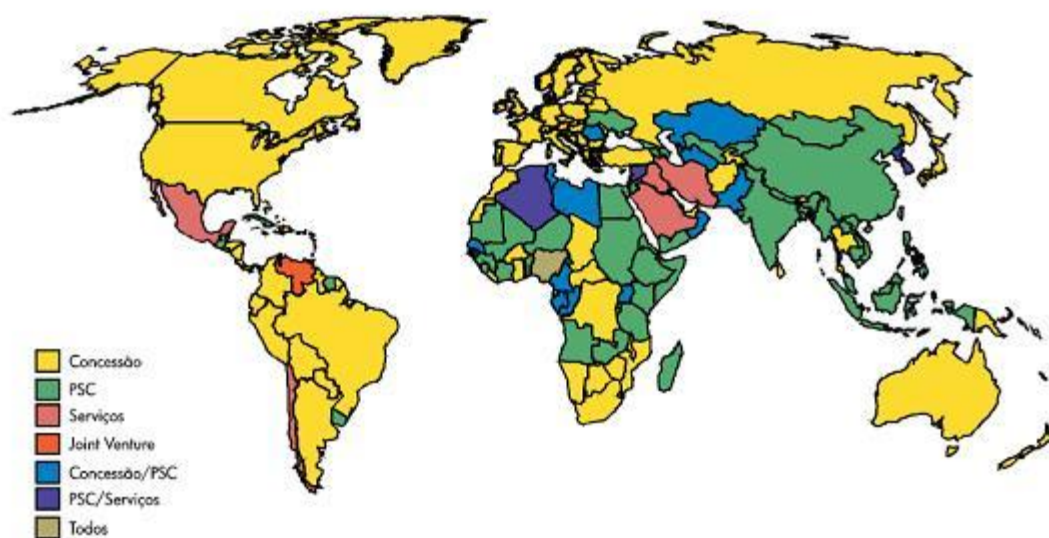 Concessão
PSC
Serviços
Joint Venture
Concessão/PSC
PSC/Serviços
Todos